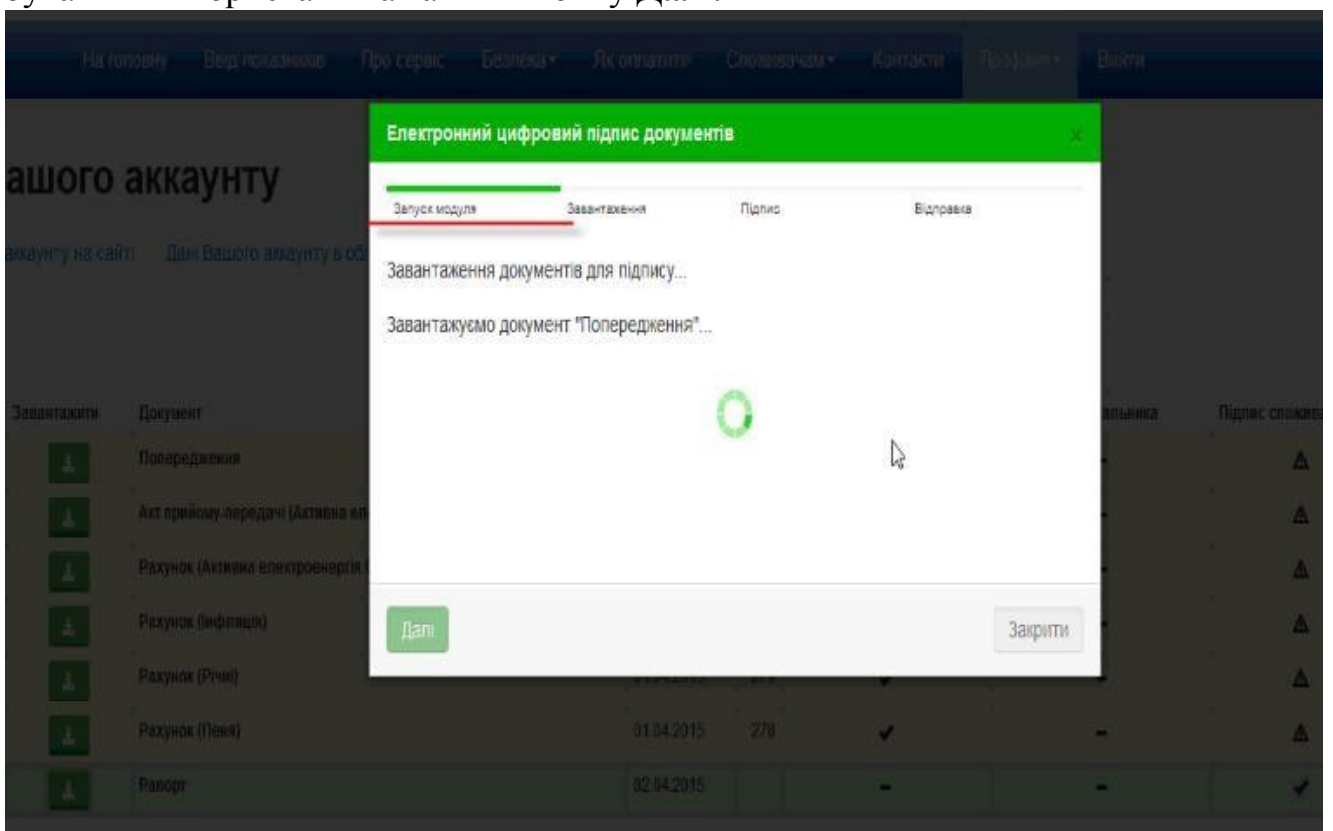 На головну Ввід показників Про сервіс Безпека Як оплатити Споживачам Контакти Профайл Вийти
Електронний цифровий підпис документів ×
ашого аккаунту
Запуск модуля Завантаження Підпис Відправка
аккаунту на сайті Дані Вашого аккаунту в об
Завантаження документів для підпису...
Завантажуємо документ "Попередження"...
Завантажити Документ альника Підпис спожива
Попередження
Акт прийому-передачі (Активна ел
Рахунок (Активна електроенергія
Рахунок (Інфляція)
Далі Закрити
Рахунок (Річні)
Рахунок (Пеня) 01.04.2015 278
Рапорт 02.04.2015